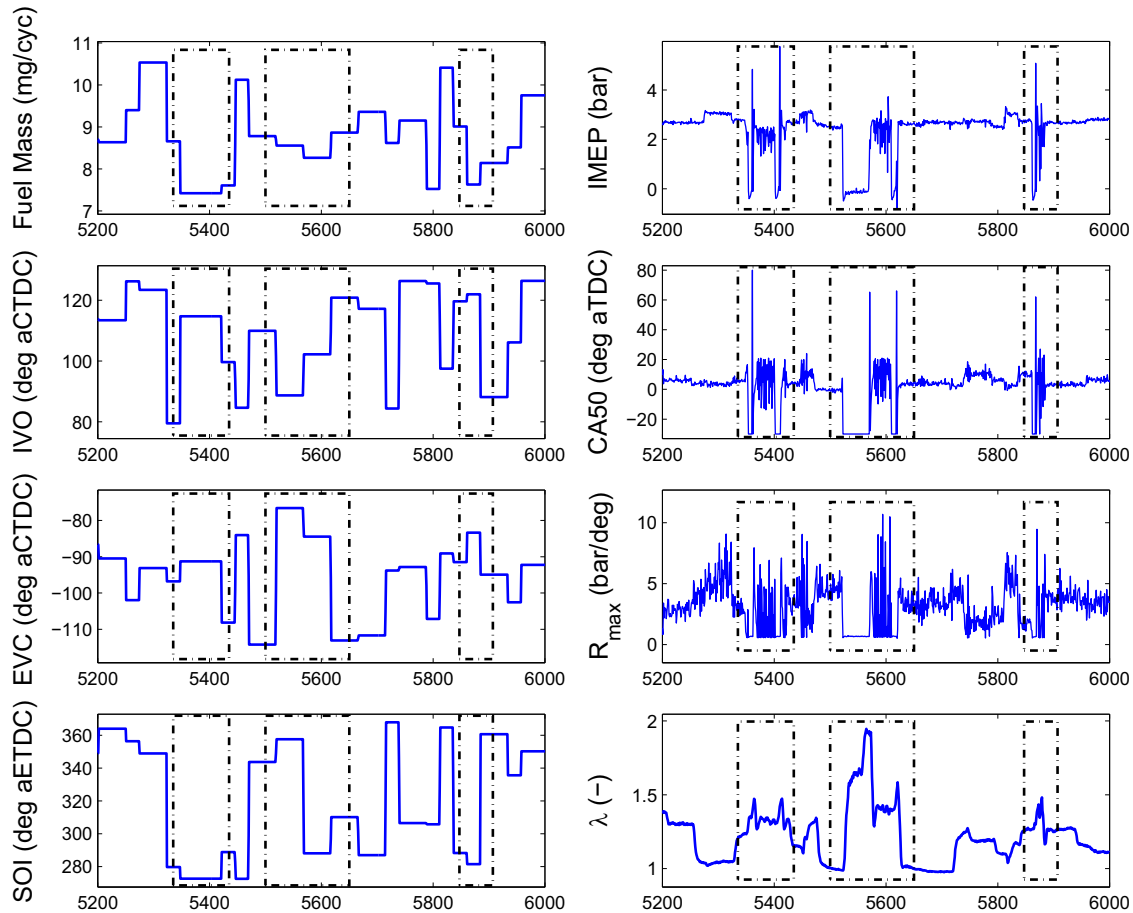 Fuel Mass (mg/cyc)
11
10
9
8
7
5200 5400 5600 5800 6000
IMEP (bar)
4
2
0
5200 5400 5600 5800 6000
IVO (deg aCTDC)
120
100
80
5200 5400 5600 5800 6000
CA50 (deg aTDC)
80
60
40
20
0
−20
5200 5400 5600 5800 6000
EVC (deg aCTDC)
−80
−90
−100
−110
5200 5400 5600 5800 6000
R_max (bar/deg)
10
5
0
5200 5400 5600 5800 6000
SOI (deg aETDC)
360
340
320
300
280
5200 5400 5600 5800 6000
λ (−)
2
1.5
1
5200 5400 5600 5800 6000